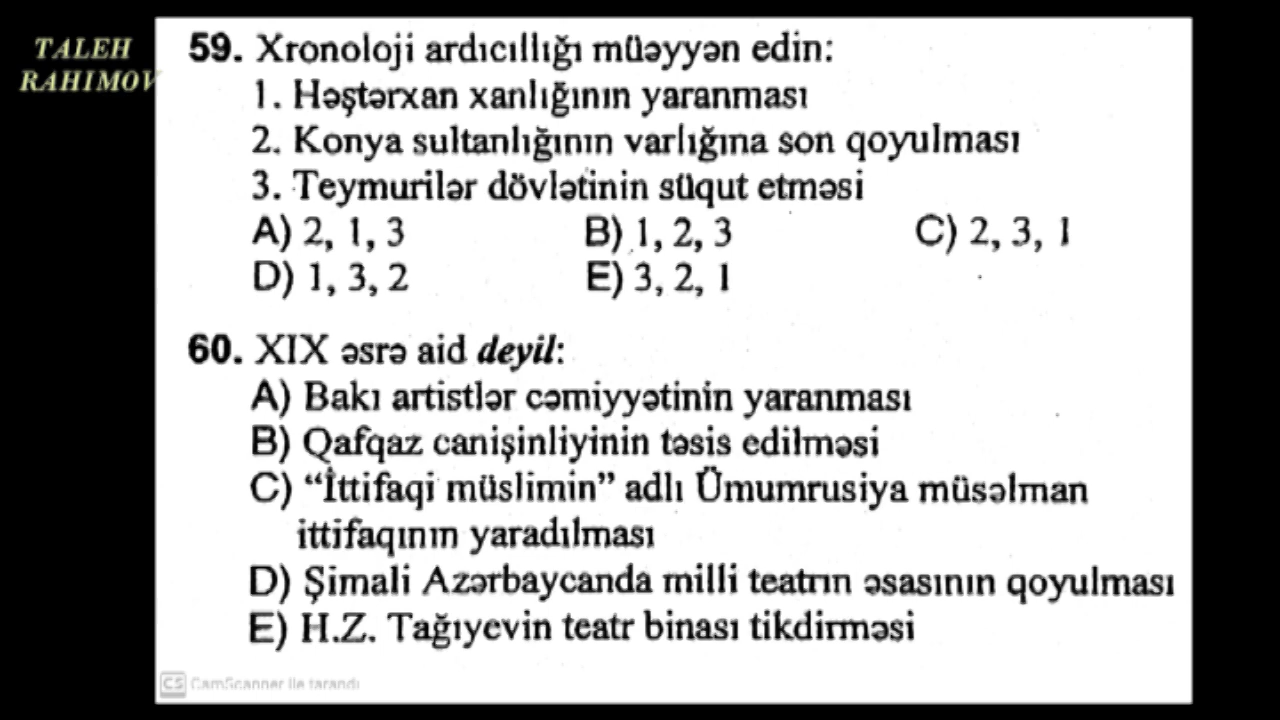 TALEH
RAHIMOV
59. Xronoloji ardıcıllığı müəyyən edin:
1. Həştərxan xanlığının yaranması
2. Konya sultanlığının varlığına son qoyulması
3. Teymurilər dövlətinin süqut etməsi
A) 2, 1, 3 B) 1, 2, 3 C) 2, 3, 1
D) 1, 3, 2 E) 3, 2, 1
60. XIX əsrə aid deyil:
A) Bakı artistlər cəmiyyətinin yaranması
B) Qafqaz canişinliyinin təsis edilməsi
C) “İttifaqi müslimin” adlı Ümumrusiya müsəlman
ittifaqının yaradılması
D) Şimali Azərbaycanda milli teatrın əsasının qoyulması
E) H.Z. Tağıyevin teatr binası tikdirməsi
CS CamScanner ile tarandı